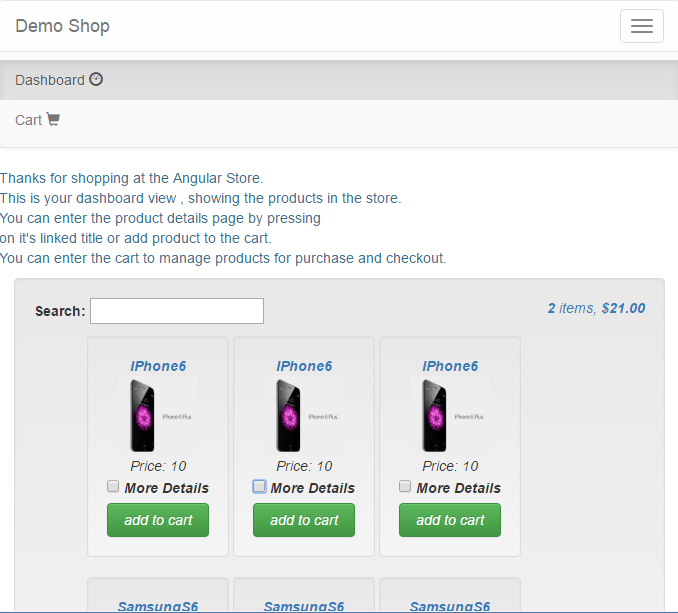 Demo Shop
Dashboard
Cart
Thanks for shopping at the Angular Store.
This is your dashboard view , showing the products in the store.
You can enter the product details page by pressing
on it's linked title or add product to the cart.
You can enter the cart to manage products for purchase and checkout.
Search:
2 items, $21.00
IPhone6 IPhone6 IPhone6
iPhone 6 Plus iPhone 6 Plus iPhone 6 Plus
Price: 10 Price: 10 Price: 10
More Details More Details More Details
add to cart add to cart add to cart
SamsungS6 SamsungS6 SamsungS6